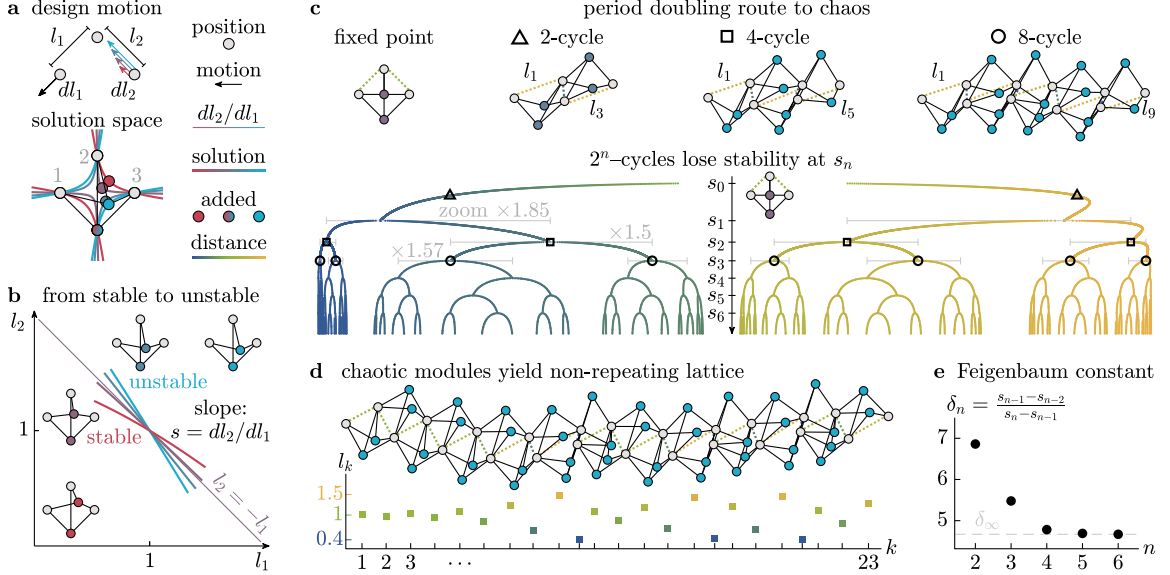 a design motion
l₁ l₂
dl₁ dl₂
position
motion
dl₂/dl₁
solution space
1 2 3
solution
added
distance
b from stable to unstable
l₂
unstable
stable
slope:
s = dl₂/dl₁
1
l₂ = −l₁
1 l₁
c period doubling route to chaos
fixed point 2-cycle 4-cycle 8-cycle
l₁ l₃ l₁ l₅ l₁ l₉
2ⁿ–cycles lose stability at sₙ
s₀
s₁
s₂
s₃
s₄
s₅
s₆
zoom ×1.85
×1.57
×1.5
d chaotic modules yield non-repeating lattice
lₖ
1.5
1
0.4
1 2 3 ··· 23 k
e Feigenbaum constant
δₙ = (sₙ₋₁−sₙ₋₂)/(sₙ−sₙ₋₁)
7
6
5
δ∞
2 3 4 5 6 n